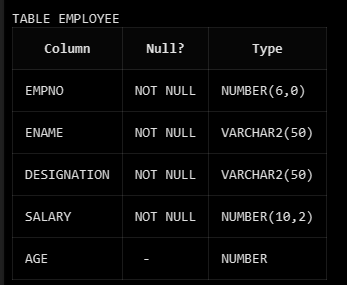 TABLE EMPLOYEE
Column Null? Type
EMPNO NOT NULL NUMBER(6,0)
ENAME NOT NULL VARCHAR2(50)
DESIGNATION NOT NULL VARCHAR2(50)
SALARY NOT NULL NUMBER(10,2)
AGE - NUMBER